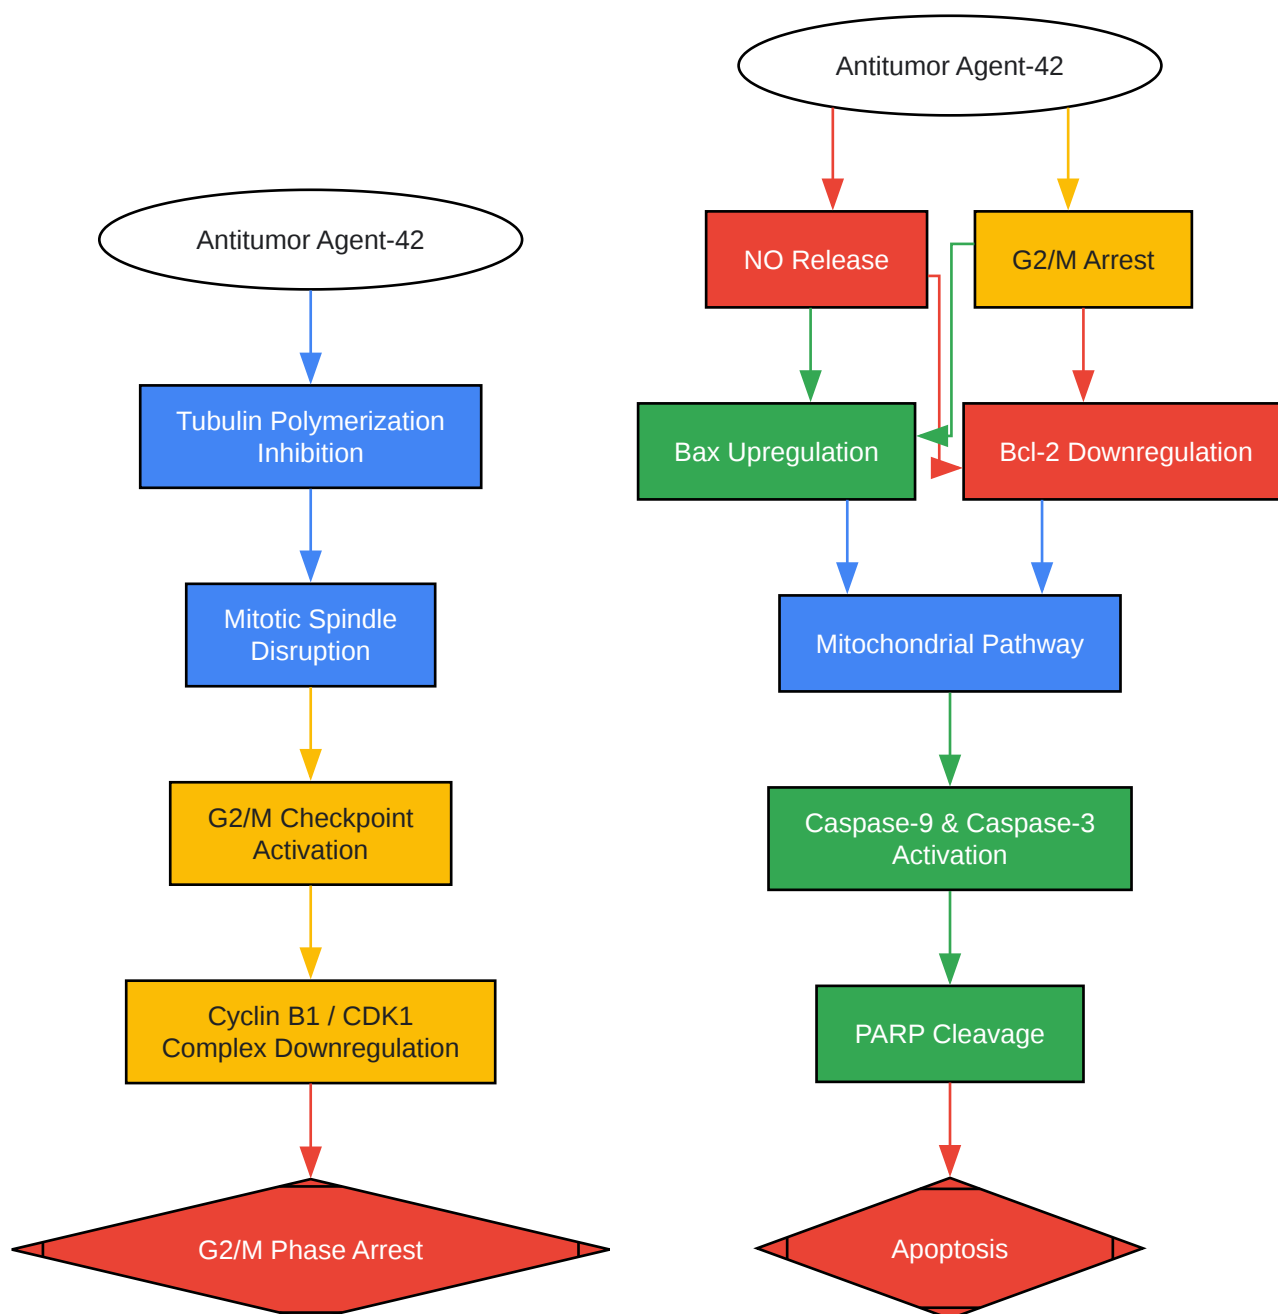 Antitumor Agent-42
Tubulin Polymerization
Inhibition
Mitotic Spindle
Disruption
G2/M Checkpoint
Activation
Cyclin B1 / CDK1
Complex Downregulation
G2/M Phase Arrest
Antitumor Agent-42
NO Release
G2/M Arrest
Bax Upregulation
Bcl-2 Downregulation
Mitochondrial Pathway
Caspase-9 & Caspase-3
Activation
PARP Cleavage
Apoptosis